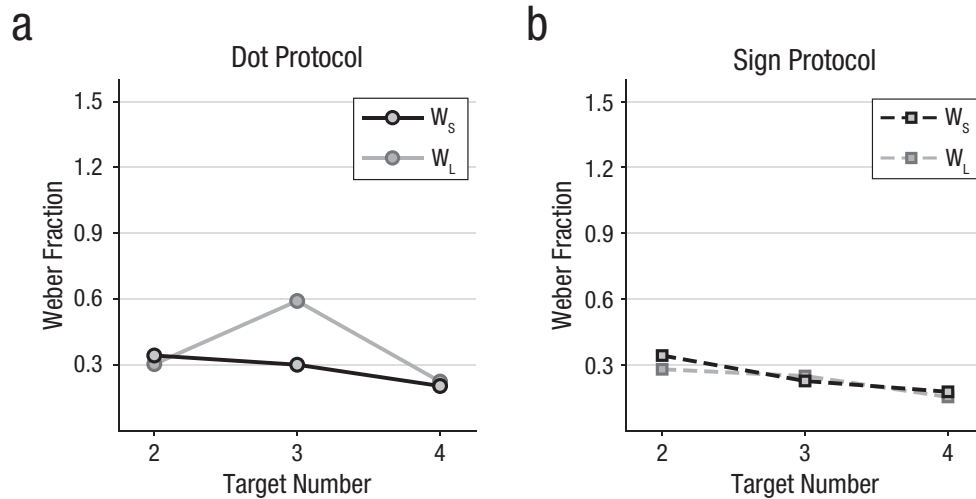 a
Dot Protocol
1.5
1.2
0.9
0.6
0.3
Weber Fraction
W_S
W_L
2 3 4
Target Number
b
Sign Protocol
1.5
1.2
0.9
0.6
0.3
Weber Fraction
W_S
W_L
2 3 4
Target Number